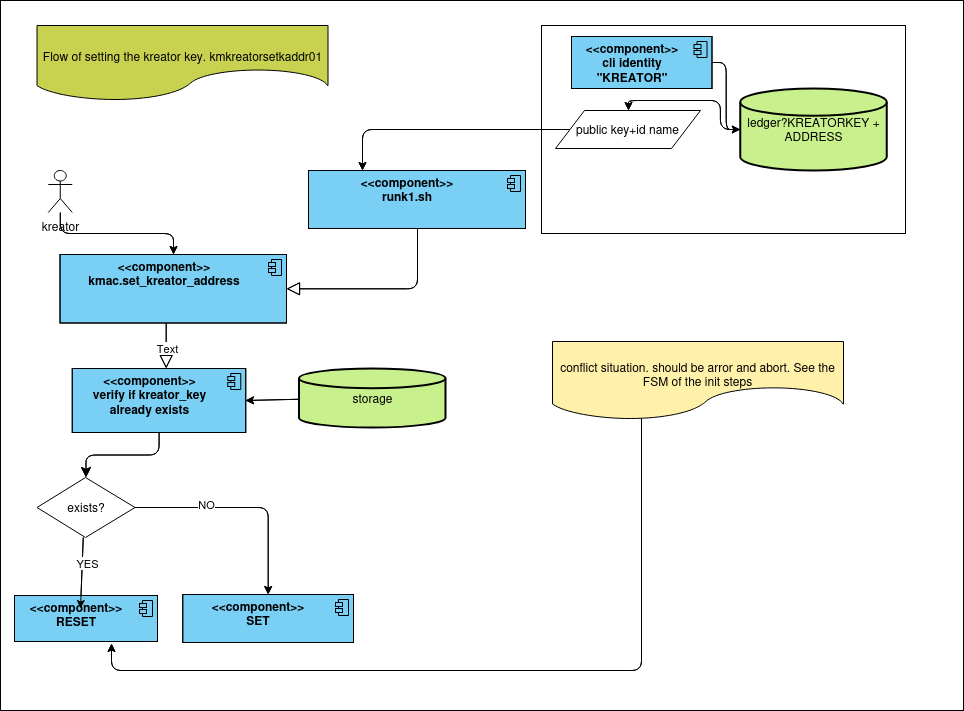 Flow of setting the kreator key. kmkreatorsetkaddr01
<<component>>
cli identity
"KREATOR"
ledger?KREATORKEY +
ADDRESS
public key+id name
<<component>>
runk1.sh
kreator
<<component>>
kmac.set_kreator_address
Text
<<component>>
verify if kreator_key
already exists
storage
conflict situation. should be arror and abort. See the
FSM of the init steps
exists?
NO
YES
<<component>>
RESET
<<component>>
SET